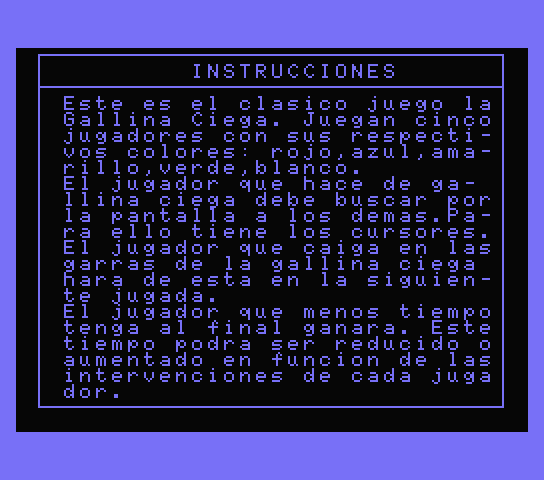 INSTRUCCIONES
Este es el clasico juego la
Gallina Ciega. Juegan cinco
jugadores con sus respecti-
vos colores: rojo,azul,ama-
rillo,verde,blanco.
El jugador que hace de ga-
llina ciega debe buscar por
la pantalla a los demas.Pa-
ra ello tiene los cursores.
El jugador que caiga en las
garras de la gallina ciega
hara de esta en la siguien-
te jugada.
El jugador que menos tiempo
tenga al final ganara. Este
tiempo podra ser reducido o
aumentado en funcion de las
intervenciones de cada juga
dor.